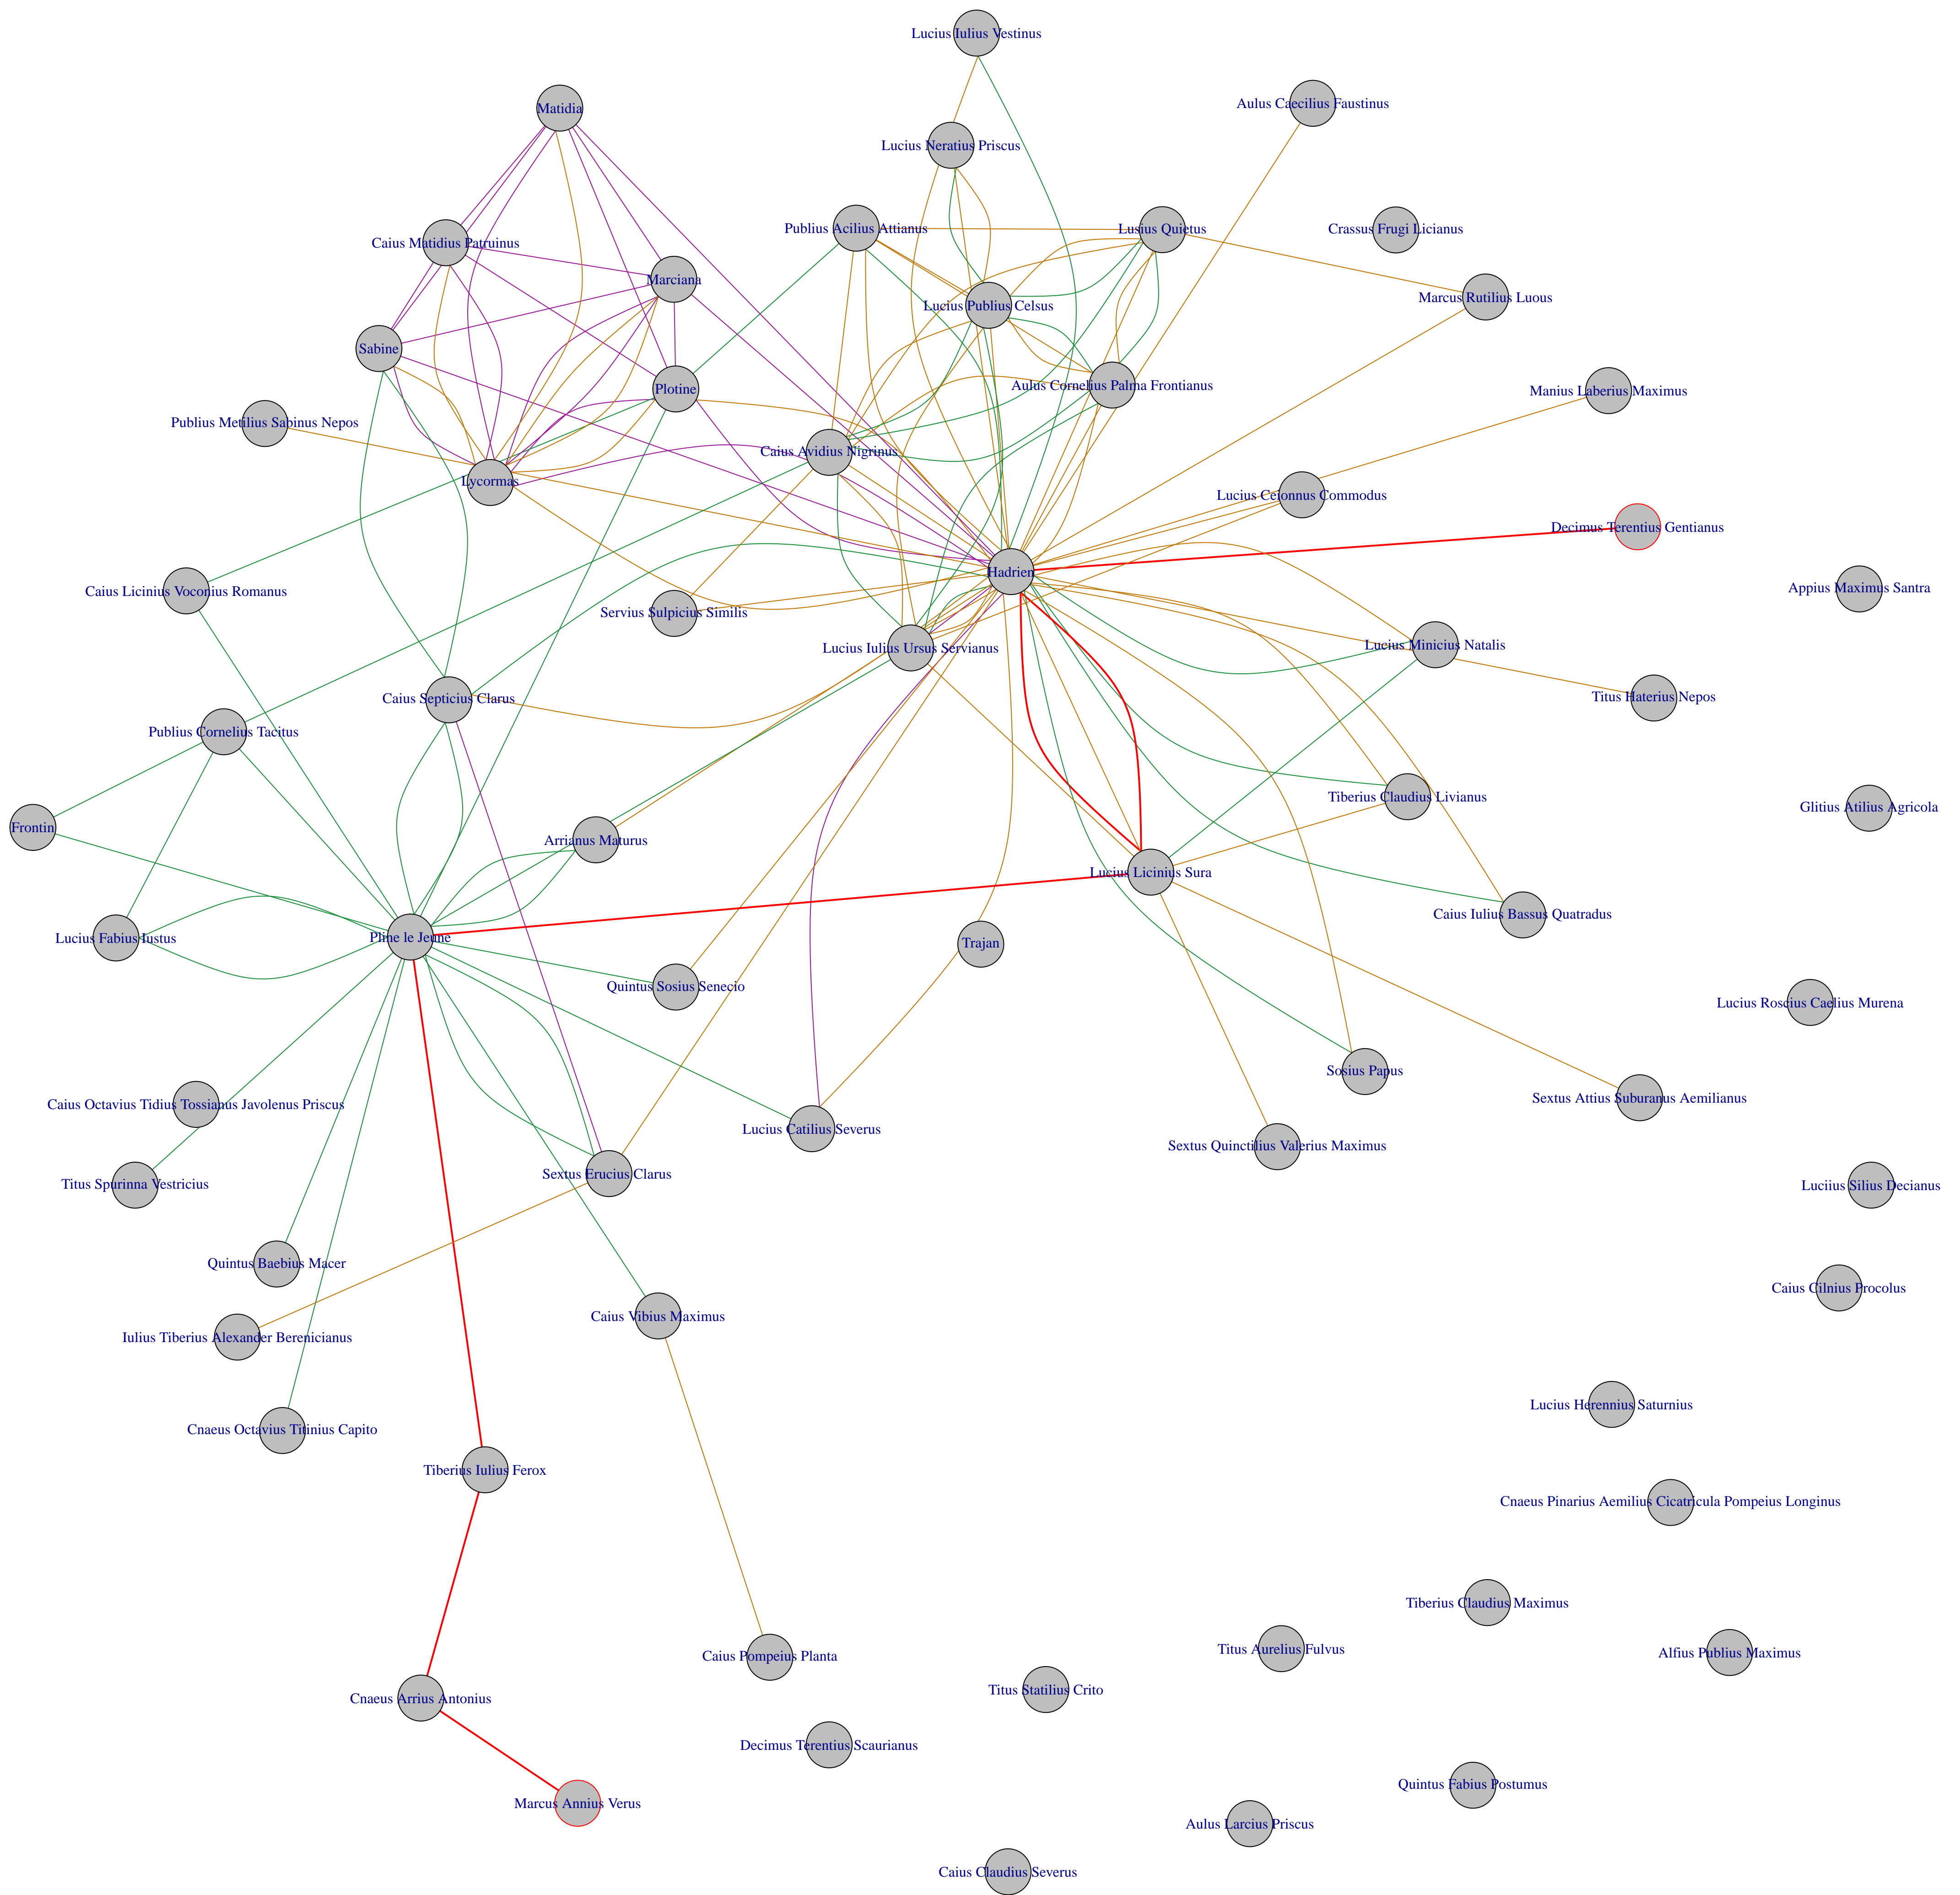 Lucius Iulius Vestinus
Aulus Caecilius Faustinus
Matidia
Lucius Neratius Priscus
Publius Acilius Attianus
Lusius Quietus
Crassus Frugi Licianus
Caius Matidius Patruinus
Marciana
Marcus Rutilius Luous
Lucius Publius Celsus
Sabine
Plotine
Aulus Cornelius Palma Frontianus
Manius Laberius Maximus
Publius Metilius Sabinus Nepos
Caius Avidius Nigrinus
Lycormas
Lucius Ceionnus Commodus
Decimus Terentius Gentianus
Hadrien
Caius Licinius Voconius Romanus
Appius Maximus Santra
Servius Sulpicius Similis
Lucius Iulius Ursus Servianus
Lucius Minicius Natalis
Caius Septicius Clarus
Titus Haterius Nepos
Publius Cornelius Tacitus
Tiberius Claudius Livianus
Glitius Atilius Agricola
Frontin
Arrianus Maturus
Lucius Licinius Sura
Caius Iulius Bassus Quatradus
Lucius Fabius Iustus
Pline le Jeune
Trajan
Quintus Sosius Senecio
Lucius Roscius Caelius Murena
Sosius Papus
Caius Octavius Tidius Tossianus Javolenus Priscus
Sextus Attius Suburanus Aemilianus
Lucius Catilius Severus
Sextus Quinctilius Valerius Maximus
Sextus Erucius Clarus
Titus Spurinna Vestricius
Luciius Silius Decianus
Quintus Baebius Macer
Caius Cilnius Procolus
Caius Vibius Maximus
Iulius Tiberius Alexander Berenicianus
Lucius Herennius Saturnius
Cnaeus Octavius Titinius Capito
Tiberius Iulius Ferox
Cnaeus Pinarius Aemilius Cicatricula Pompeius Longinus
Tiberius Claudius Maximus
Titus Aurelius Fulvus
Alfius Publius Maximus
Caius Pompeius Planta
Titus Statilius Crito
Cnaeus Arrius Antonius
Decimus Terentius Scaurianus
Quintus Fabius Postumus
Marcus Annius Verus
Aulus Larcius Priscus
Caius Claudius Severus